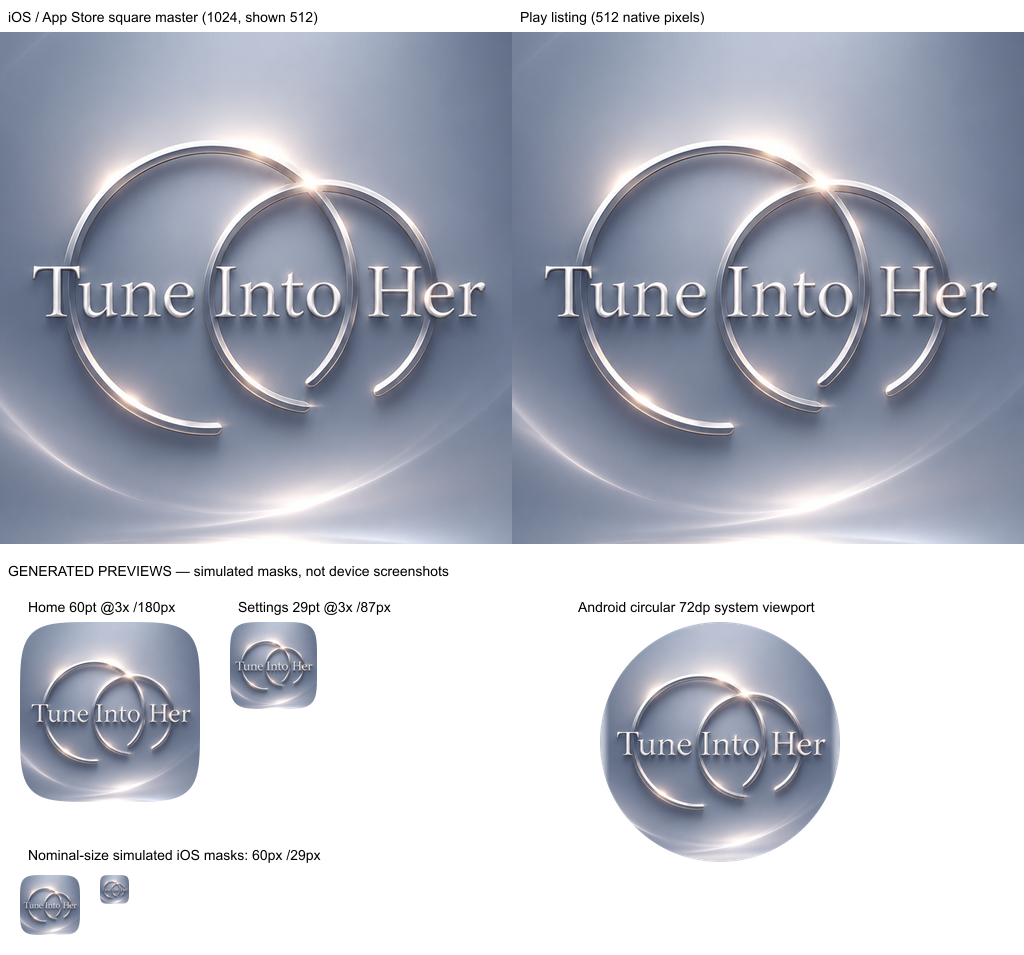 iOS / App Store square master (1024, shown 512)
Play listing (512 native pixels)
Tune Into Her
Tune Into Her
GENERATED PREVIEWS — simulated masks, not device screenshots
Home 60pt @3x /180px
Settings 29pt @3x /87px
Android circular 72dp system viewport
Tune Into Her
Tune Into Her
Tune Into Her
Nominal-size simulated iOS masks: 60px /29px
Tune Into Her